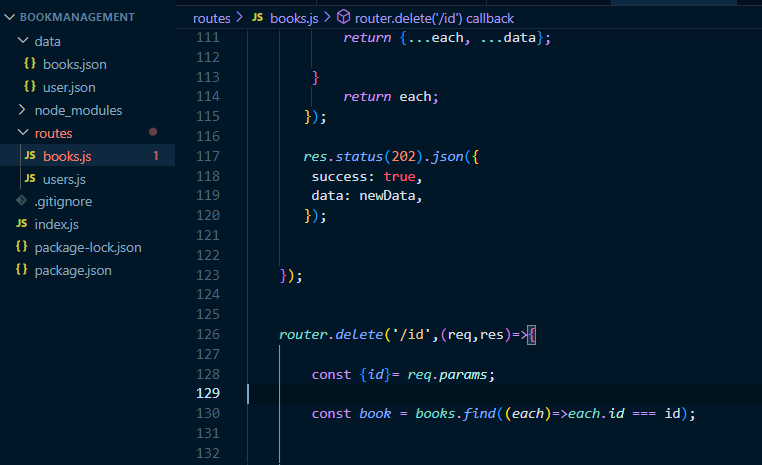 BOOKMANAGEMENT
data
{} books.json
{} user.json
node_modules
routes
JS books.js 1
JS users.js
.gitignore
JS index.js
{} package-lock.json
{} package.json
routes > JS books.js > router.delete('/id') callback
111 return {...each, ...data};
112
113 }
114 return each;
115 });
116
117 res.status(202).json({
118 success: true,
119 data: newData,
120 });
121
122
123 });
124
125
126 router.delete('/id',(req,res)=>{
127
128 const {id}= req.params;
129
130 const book = books.find((each)=>each.id === id);
131
132